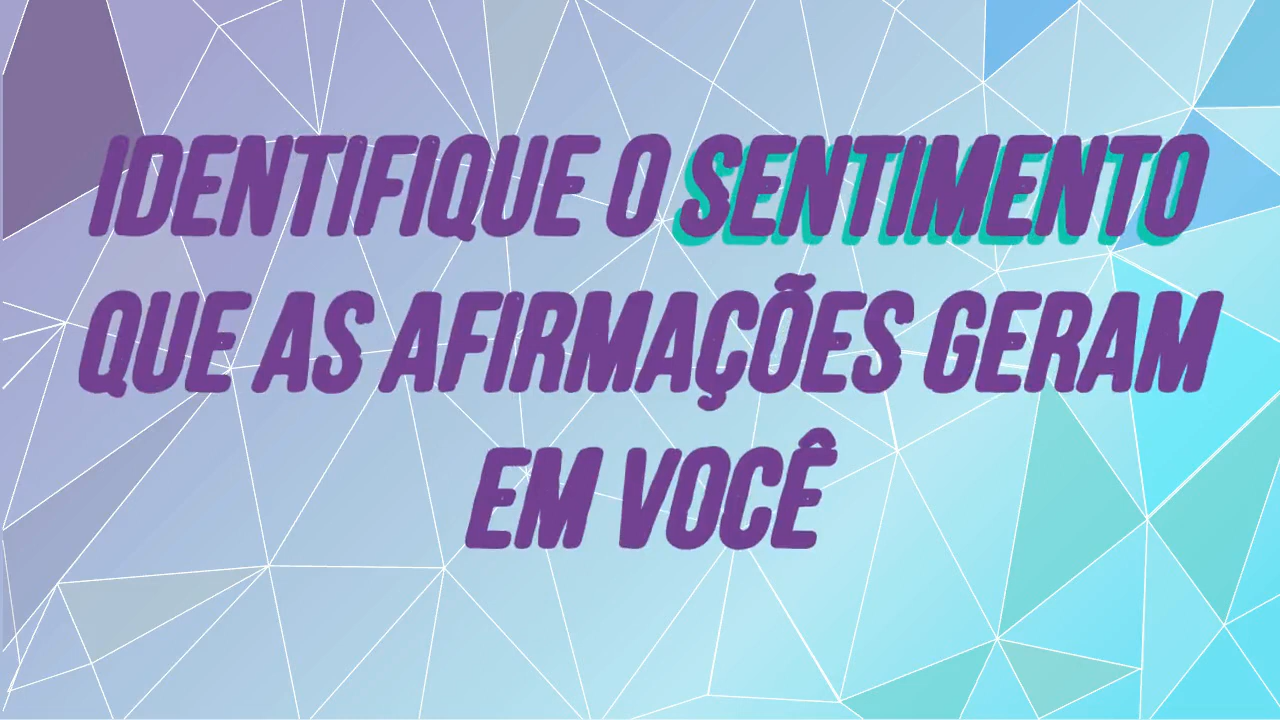 IDENTIFIQUE O SENTIMENTO
QUE AS AFIRMAÇÕES GERAM
EM VOCÊ